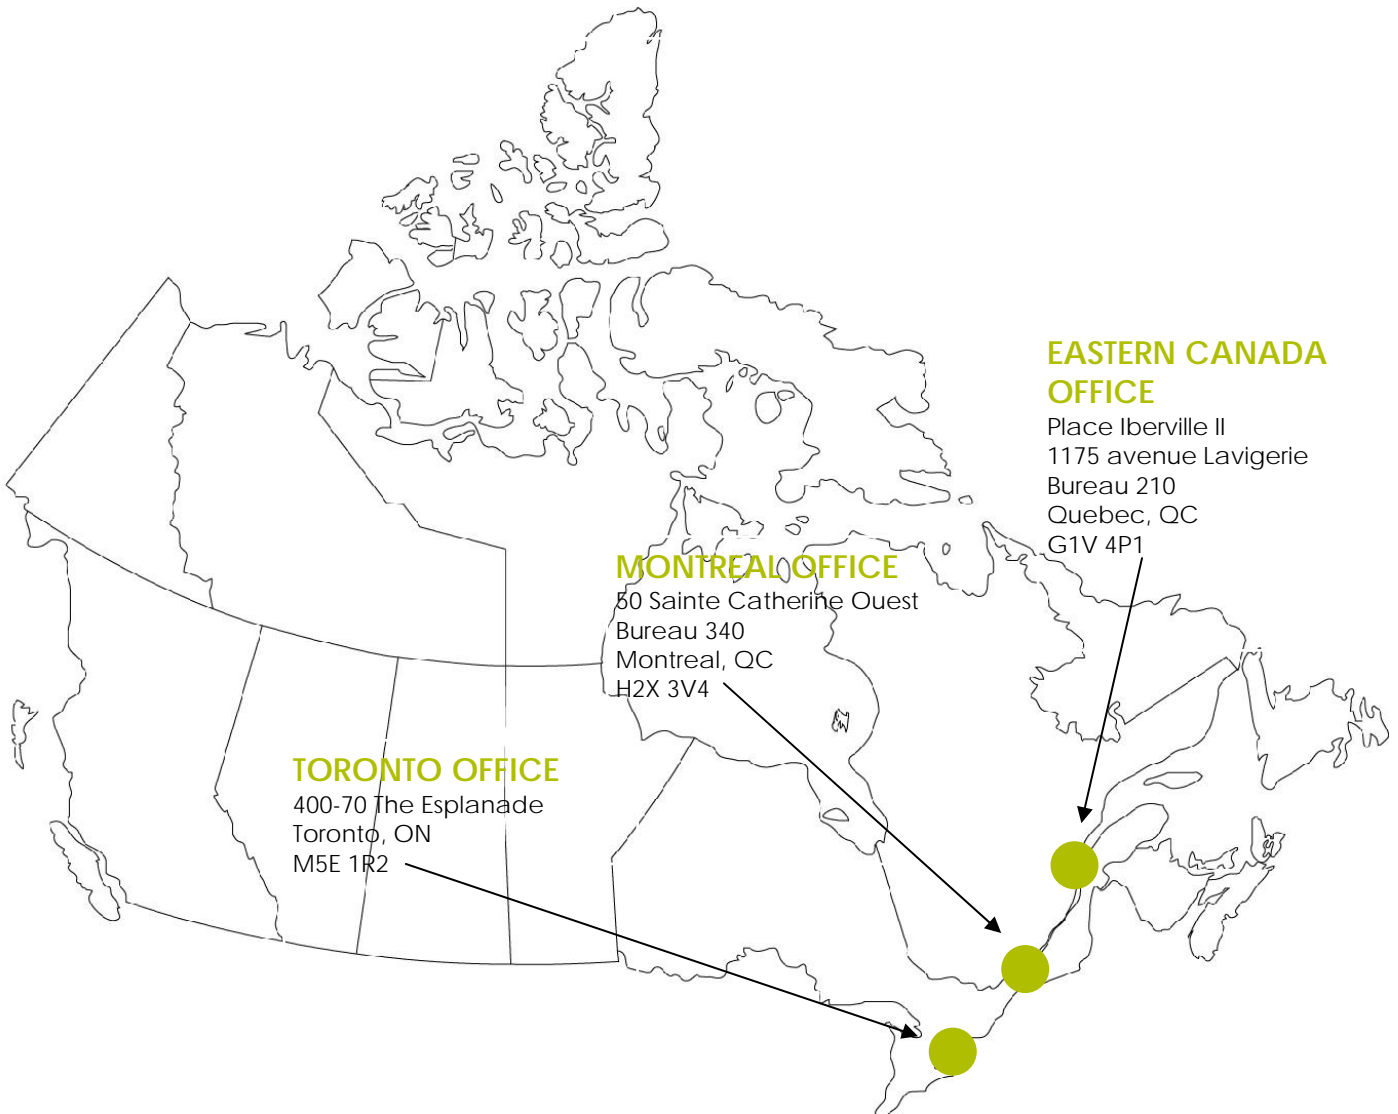 EASTERN CANADA
OFFICE
Place Iberville II
1175 avenue Lavigerie
Bureau 210
Quebec, QC
G1V 4P1
MONTREAL OFFICE
50 Sainte Catherine Ouest
Bureau 340
Montreal, QC
H2X 3V4
TORONTO OFFICE
400-70 The Esplanade
Toronto, ON
M5E 1R2